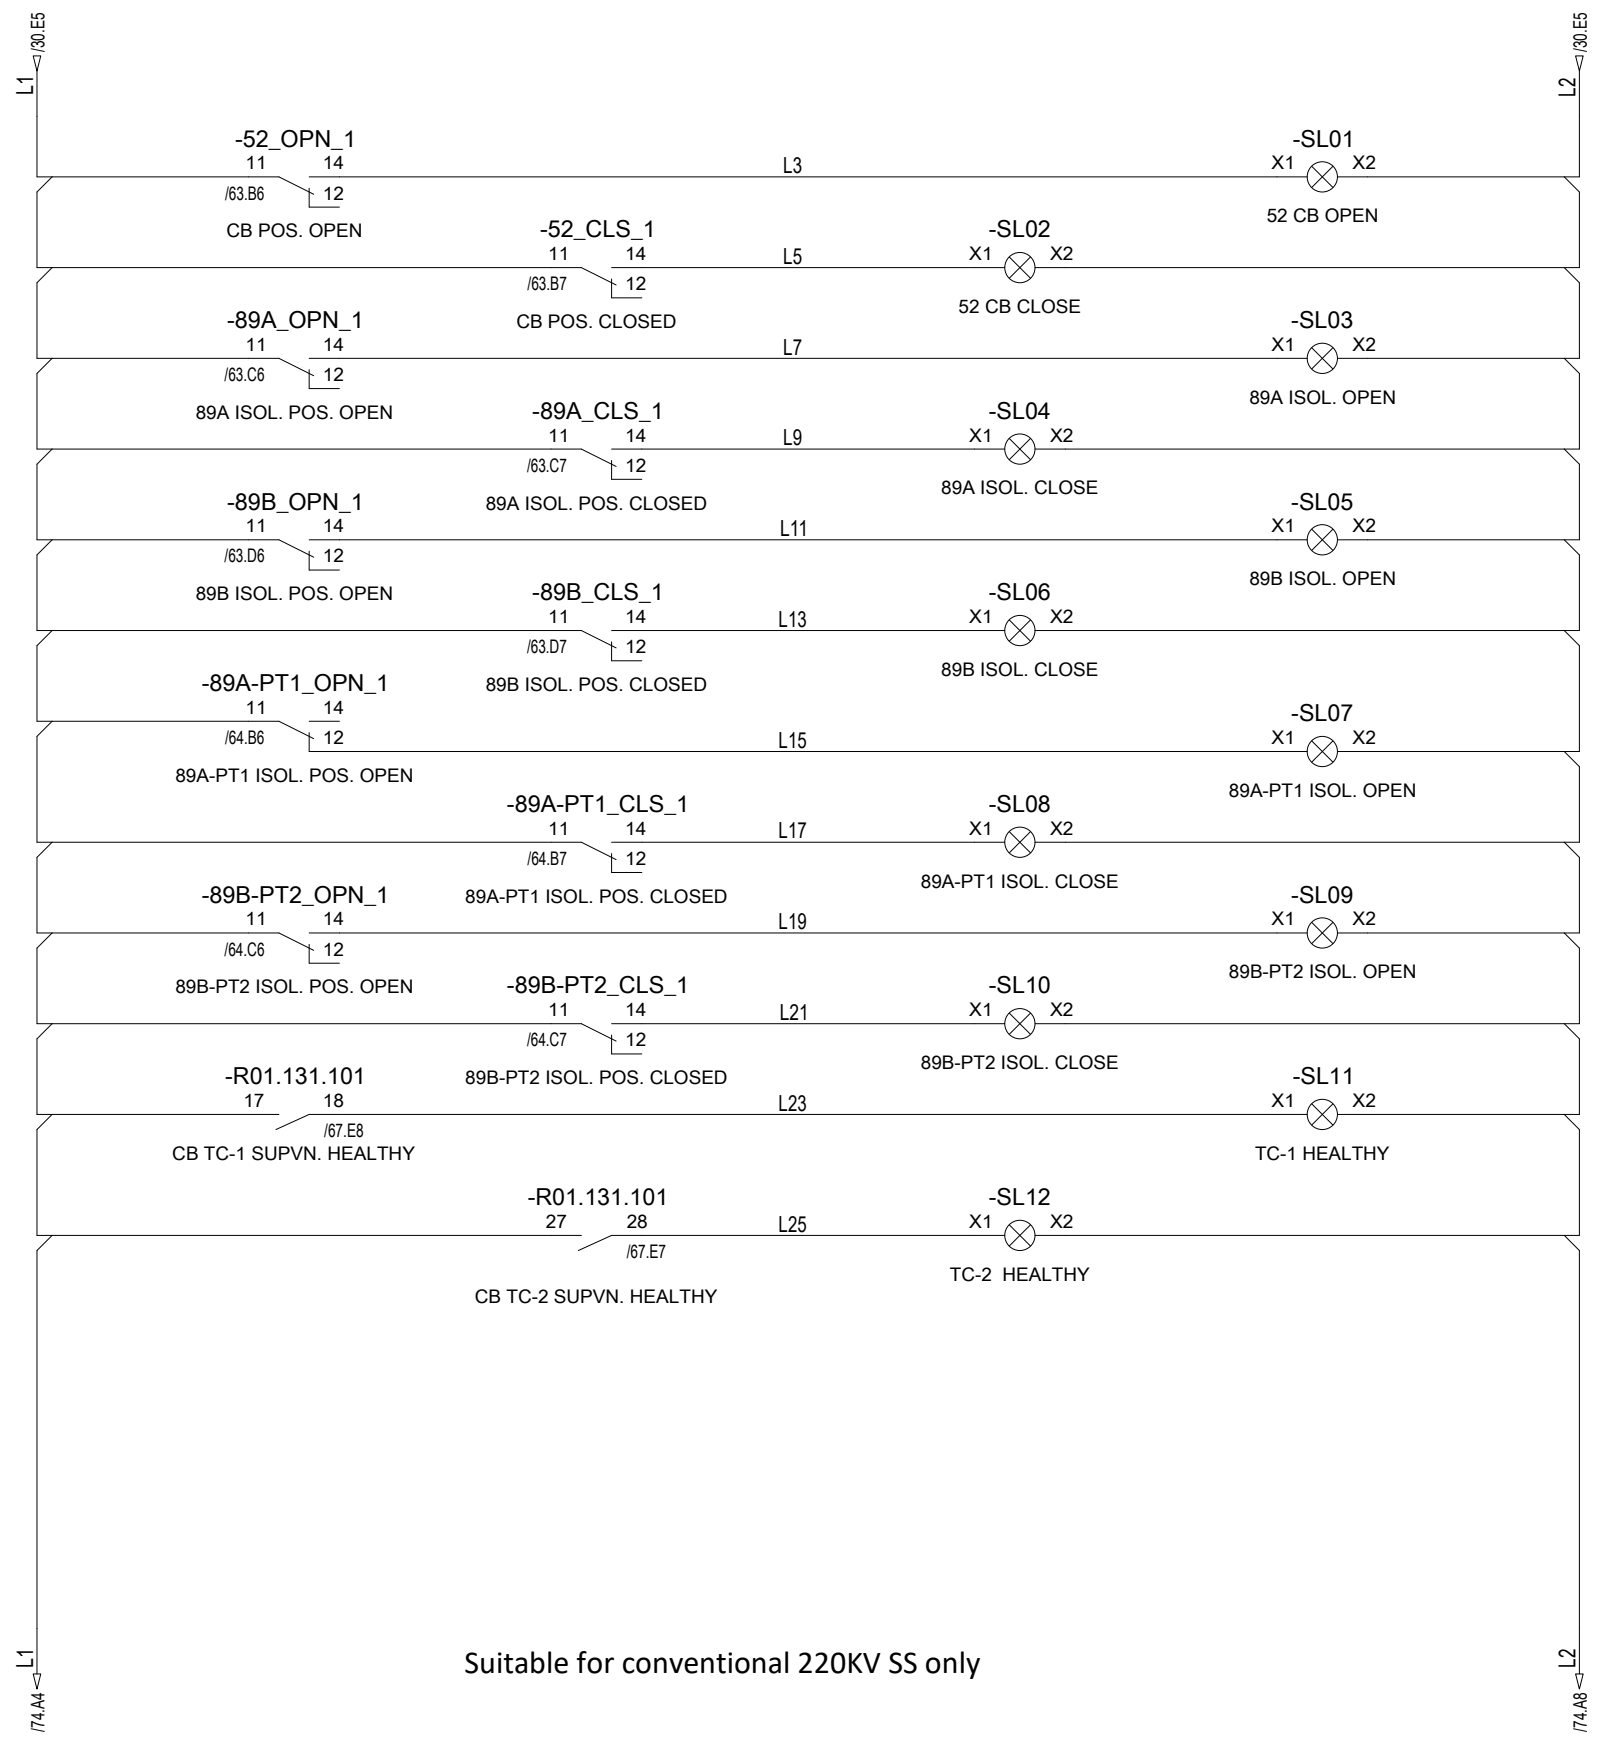 /30.E5
/30.E5
L1
L2
-52_OPN_1
-SL01
11 14
L3
X1 X2
/63.B6
12
52 CB OPEN
CB POS. OPEN
-52_CLS_1
-SL02
11 14
L5
X1 X2
/63.B7
12
52 CB CLOSE
CB POS. CLOSED
-89A_OPN_1
-SL03
11 14
L7
X1 X2
/63.C6
12
89A ISOL. OPEN
89A ISOL. POS. OPEN
-89A_CLS_1
-SL04
11 14
L9
X1 X2
/63.C7
12
89A ISOL. CLOSE
89A ISOL. POS. CLOSED
-89B_OPN_1
-SL05
11 14
L11
X1 X2
/63.D6
12
89B ISOL. OPEN
89B ISOL. POS. OPEN
-89B_CLS_1
-SL06
11 14
L13
X1 X2
/63.D7
12
89B ISOL. CLOSE
89B ISOL. POS. CLOSED
-89A-PT1_OPN_1
11 14
-SL07
/64.B6
12
L15
X1 X2
89A-PT1 ISOL. POS. OPEN
89A-PT1 ISOL. OPEN
-89A-PT1_CLS_1
-SL08
11 14
L17
X1 X2
/64.B7
12
89A-PT1 ISOL. CLOSE
89A-PT1 ISOL. POS. CLOSED
-89B-PT2_OPN_1
-SL09
11 14
L19
X1 X2
/64.C6
12
89B-PT2 ISOL. OPEN
89B-PT2 ISOL. POS. OPEN
-89B-PT2_CLS_1
-SL10
11 14
L21
X1 X2
/64.C7
12
89B-PT2 ISOL. CLOSE
89B-PT2 ISOL. POS. CLOSED
-R01.131.101
-SL11
17 18
L23
X1 X2
/67.E8
CB TC-1 SUPVN. HEALTHY
TC-1 HEALTHY
-R01.131.101
-SL12
27 28
L25
X1 X2
/67.E7
TC-2 HEALTHY
CB TC-2 SUPVN. HEALTHY
L1
Suitable for conventional 220KV SS only
L2
/74.A4
/74.A8